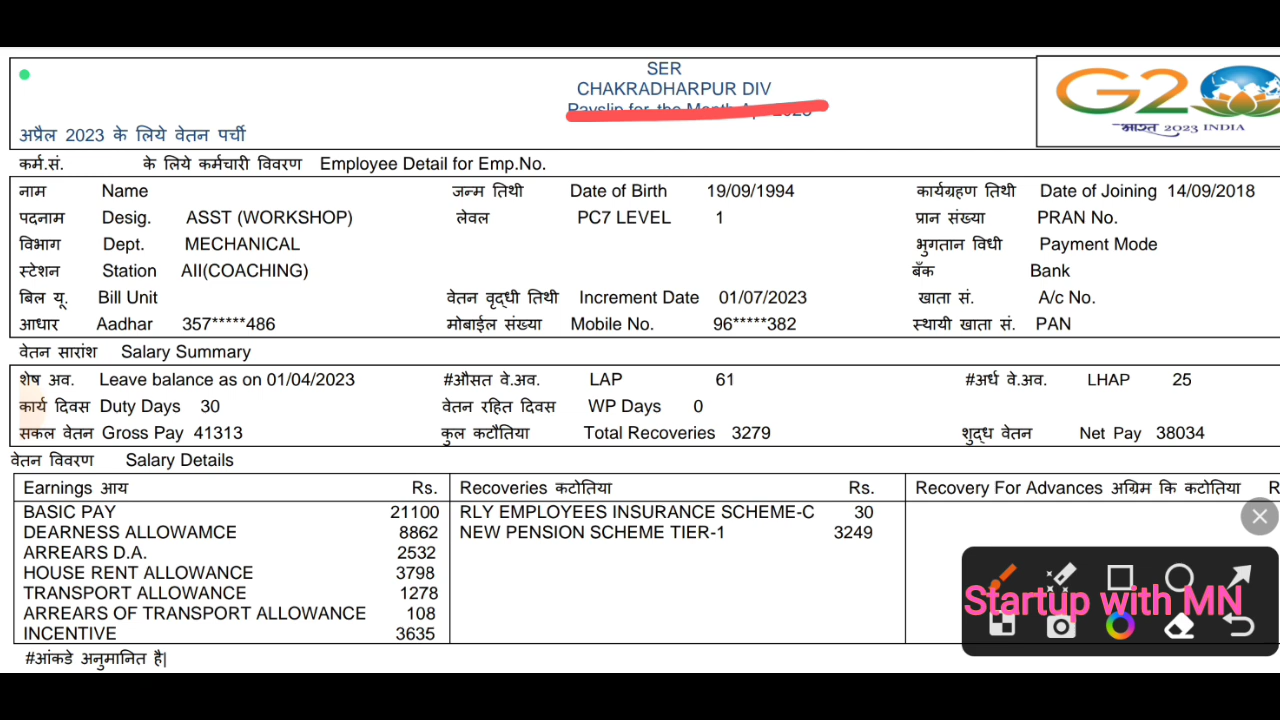 SER
CHAKRADHARPUR DIV
Payslip for the Month Apr 2023
G20
भारत 2023 INDIA
अप्रैल 2023 के लिये वेतन पर्ची
कर्म.सं. के लिये कर्मचारी विवरण Employee Detail for Emp.No.
नाम Name जन्म तिथी Date of Birth 19/09/1994 कार्यग्रहण तिथी Date of Joining 14/09/2018
पदनाम Desig. ASST (WORKSHOP) लेवल PC7 LEVEL 1 प्रान संख्या PRAN No.
विभाग Dept. MECHANICAL भुगतान विधी Payment Mode
स्टेशन Station AII(COACHING) बैंक Bank
बिल यू. Bill Unit वेतन वृद्धी तिथी Increment Date 01/07/2023 खाता सं. A/c No.
आधार Aadhar 357*****486 मोबाईल संख्या Mobile No. 96*****382 स्थायी खाता सं. PAN
वेतन सारांश Salary Summary
शेष अव. Leave balance as on 01/04/2023 #औसत वे.अव. LAP 61 #अर्ध वे.अव. LHAP 25
कार्य दिवस Duty Days 30 वेतन रहित दिवस WP Days 0
सकल वेतन Gross Pay 41313 कुल कटौतिया Total Recoveries 3279 शुद्ध वेतन Net Pay 38034
वेतन विवरण Salary Details
Earnings आय Rs. Recoveries कटोतिया Rs. Recovery For Advances अग्रिम कि कटोतिया R
BASIC PAY 21100 RLY EMPLOYEES INSURANCE SCHEME-C 30
DEARNESS ALLOWAMCE 8862 NEW PENSION SCHEME TIER-1 3249
ARREARS D.A. 2532
HOUSE RENT ALLOWANCE 3798
TRANSPORT ALLOWANCE 1278
ARREARS OF TRANSPORT ALLOWANCE 108
INCENTIVE 3635
#आंकडे अनुमानित है|
Startup with MN